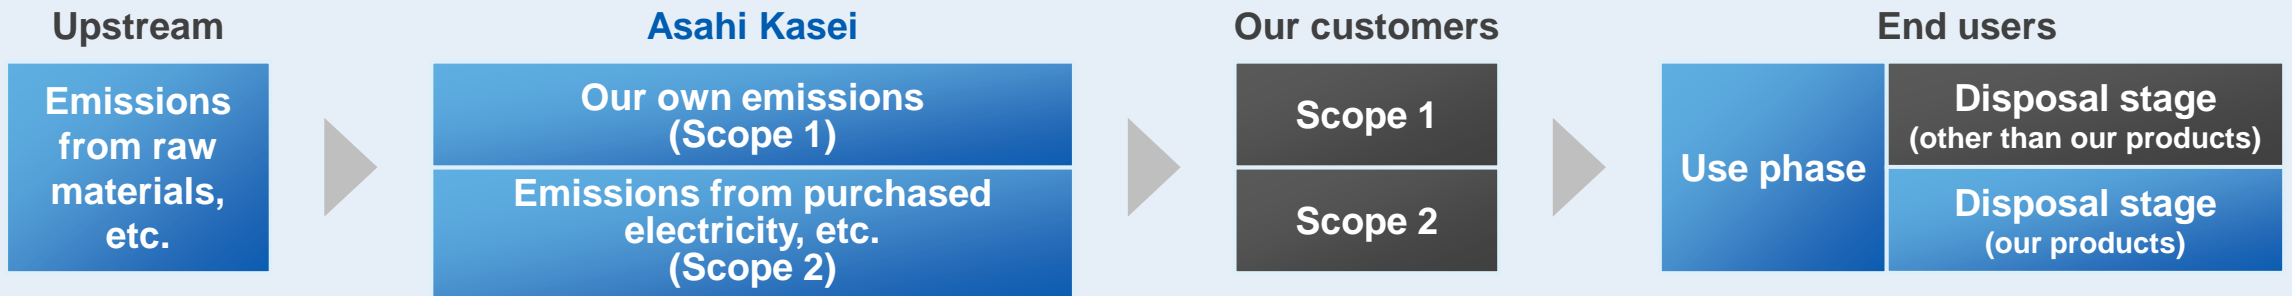 Upstream
Emissions
from raw
materials,
etc.
Asahi Kasei
Our own emissions
(Scope 1)
Emissions from purchased
electricity, etc.
(Scope 2)
Our customers
Scope 1
Scope 2
End users
Use phase
Disposal stage
(other than our products)
Disposal stage
(our products)